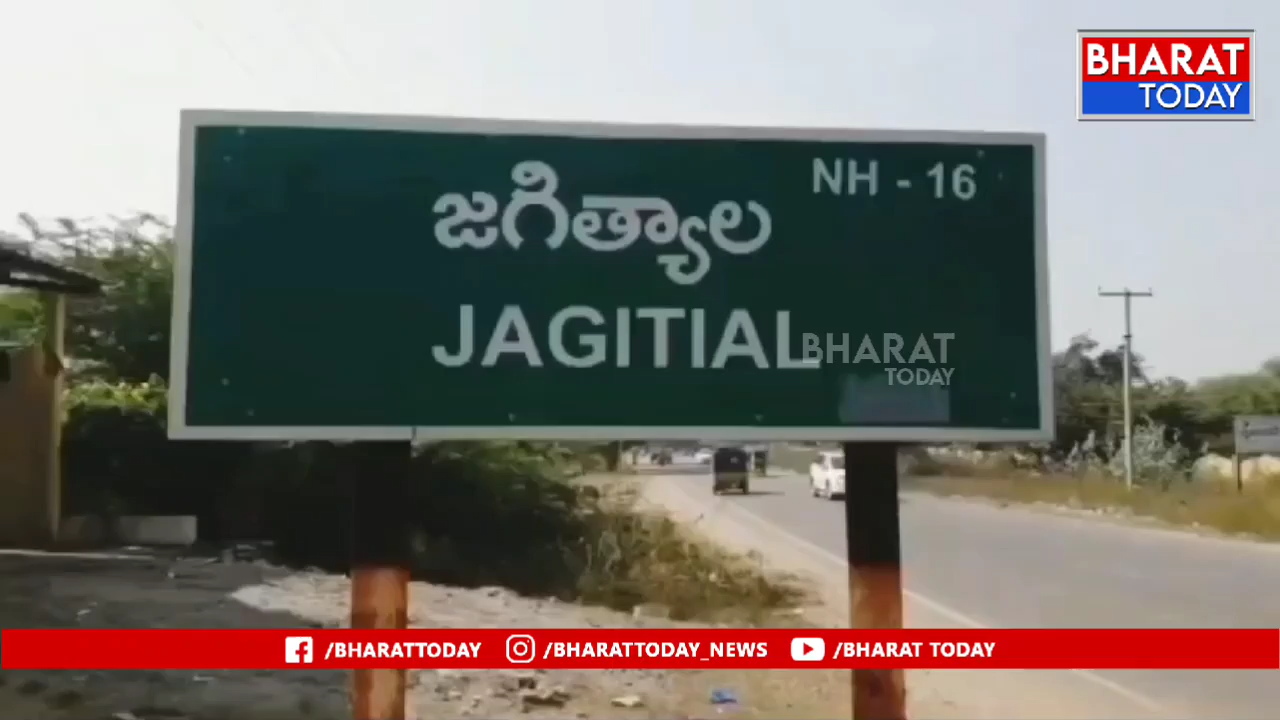 BHARAT
TODAY
NH - 16
జగిత్యాల
JAGITIAL
BHARAT
TODAY
/BHARATTODAY
/BHARATTODAY_NEWS
/BHARAT TODAY